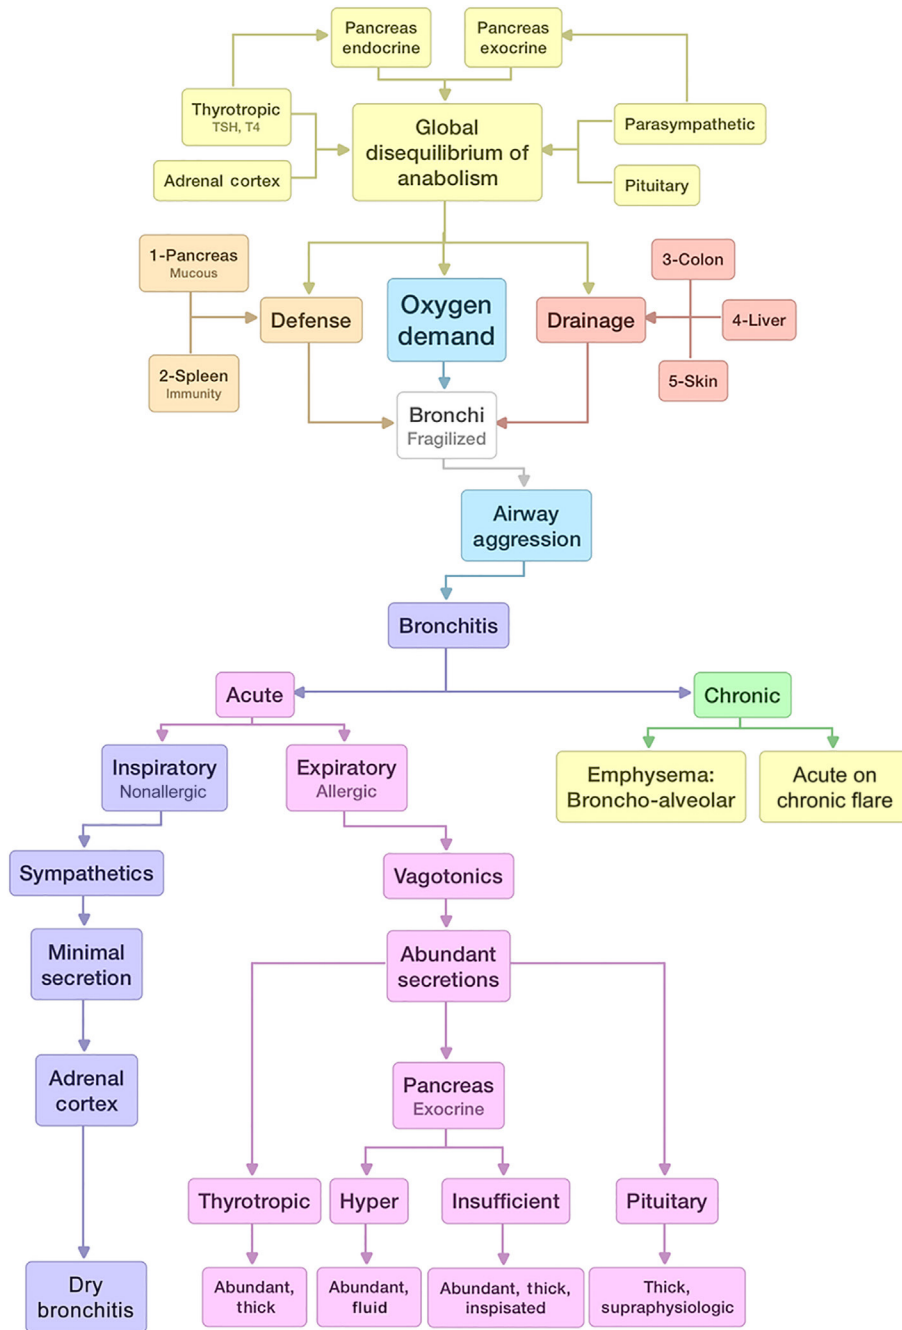 Pancreas
endocrine
Pancreas
exocrine
Thyrotropic
TSH, T4
Global
disequilibrium of
anabolism
Parasympathetic
Adrenal cortex
Pituitary
1-Pancreas
Mucous
3-Colon
Defense
Oxygen
demand
Drainage
4-Liver
2-Spleen
Immunity
5-Skin
Bronchi
Fragilized
Airway
aggression
Bronchitis
Acute
Chronic
Inspiratory
Nonallergic
Expiratory
Allergic
Emphysema:
Broncho-alveolar
Acute on
chronic flare
Sympathetics
Vagotonics
Minimal
secretion
Abundant
secretions
Adrenal
cortex
Pancreas
Exocrine
Thyrotropic
Hyper
Insufficient
Pituitary
Dry
bronchitis
Abundant,
thick
Abundant,
fluid
Abundant, thick,
inspisated
Thick,
supraphysiologic